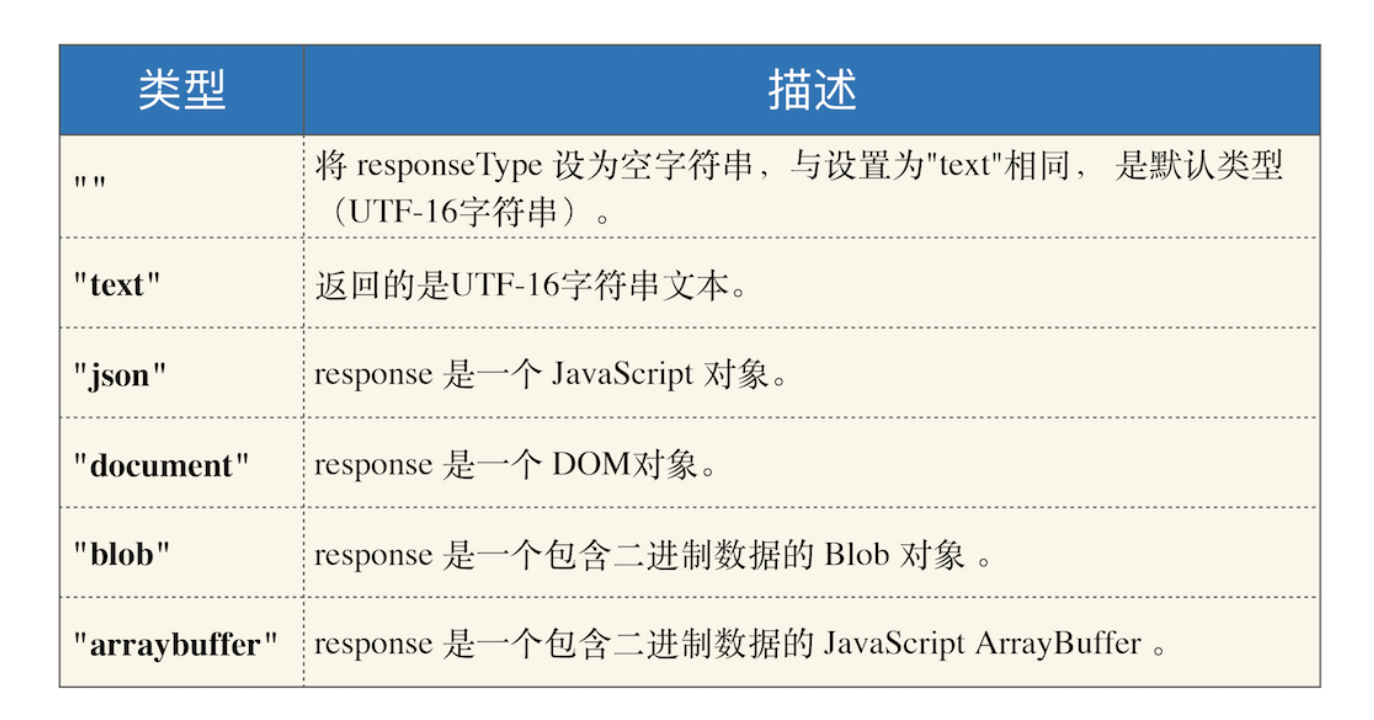 类型
描述
" "
将 responseType 设为空字符串，与设置为"text"相同， 是默认类型
（UTF-16字符串）。
"text"
返回的是UTF-16字符串文本。
"json"
response 是一个 JavaScript 对象。
"document"
response 是一个 DOM对象。
"blob"
response 是一个包含二进制数据的 Blob 对象 。
"arraybuffer"
response 是一个包含二进制数据的 JavaScript ArrayBuffer 。